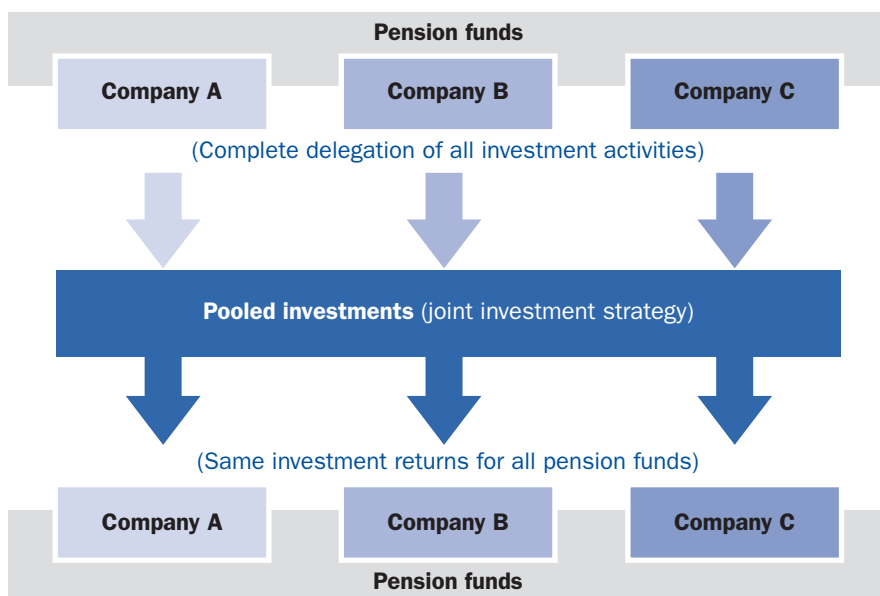 Pension funds
Company A
Company B
Company C
(Complete delegation of all investment activities)
Pooled investments (joint investment strategy)
(Same investment returns for all pension funds)
Company A
Company B
Company C
Pension funds